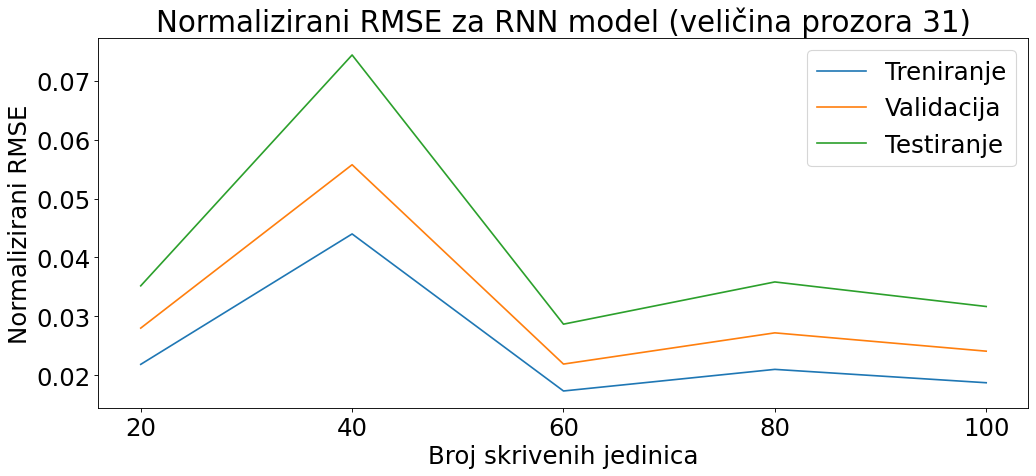 Normalizirani RMSE za RNN model (veličina prozora 31)
Treniranje
Validacija
Testiranje
Normalizirani RMSE
0.07
0.06
0.05
0.04
0.03
0.02
20 40 60 80 100
Broj skrivenih jedinica